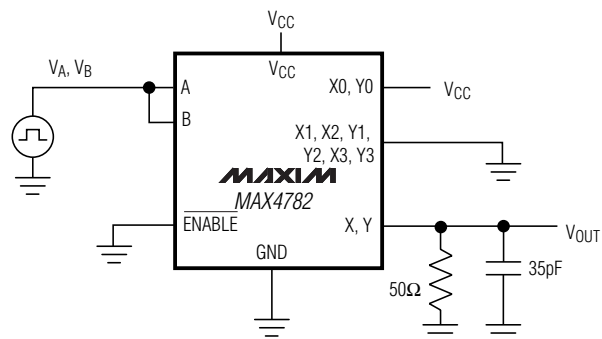 VCC
VCC
VA, VB
A
B
X0, Y0
VCC
X1, X2, Y1,
Y2, X3, Y3
MAXIM
MAX4782
ENABLE
X, Y
VOUT
GND
50Ω
35pF